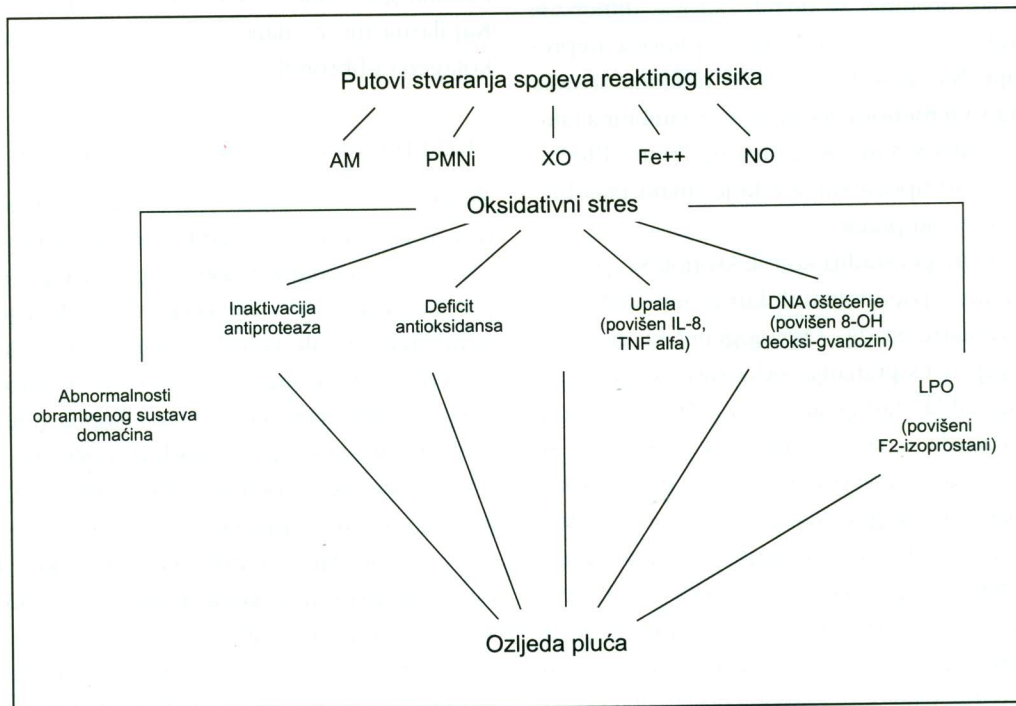 Putovi stvaranja spojeva reaktinog kisika
AM PMNi XO Fe++ NO
Oksidativni stres
Inaktivacija
antiproteaza
Deficit
antioksidansa
Upala
(povišen IL-8,
TNF alfa)
DNA oštećenje
(povišen 8-OH
deoksi-gvanozin)
Abnormalnosti
obrambenog sustava
domaćina
LPO
(povišeni
F2-izoprostani)
Ozljeda pluća